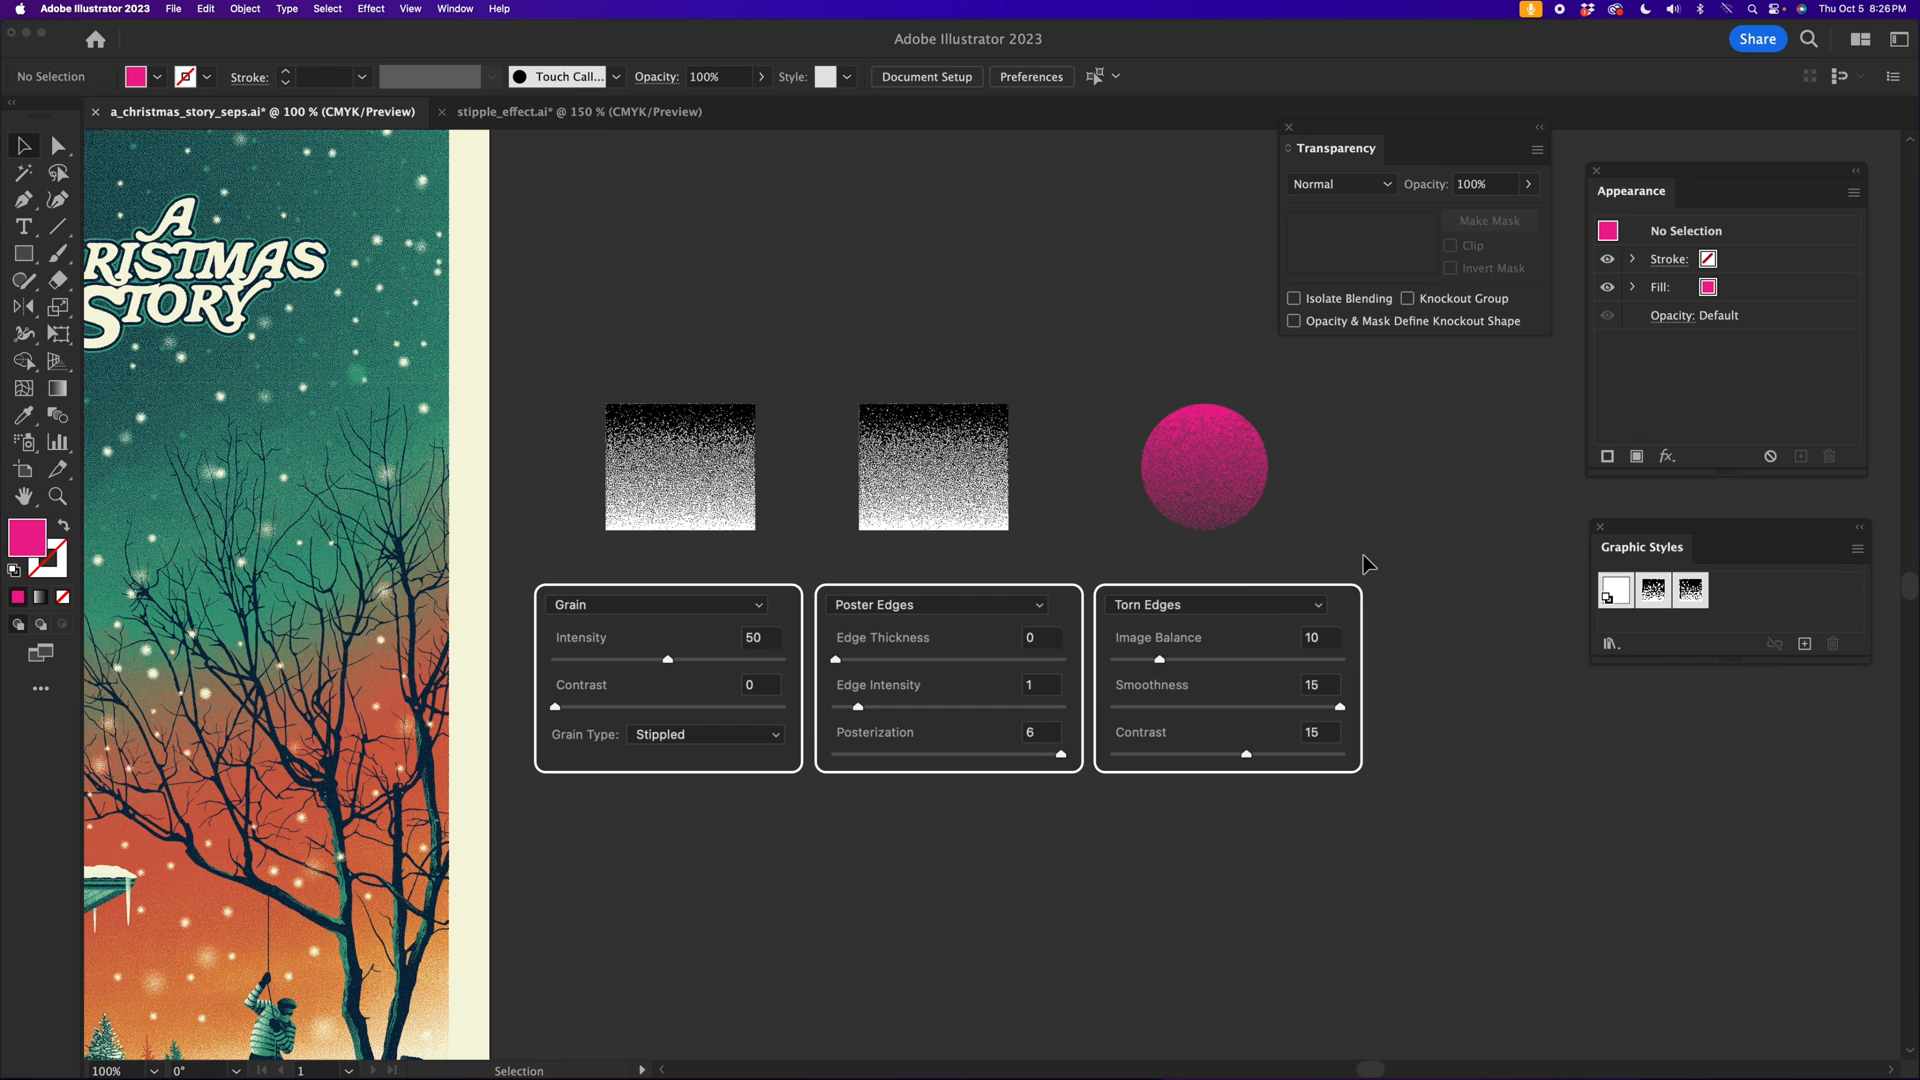 Adobe Illustrator 2023 File Edit Object Type Select Effect View Window Help Thu Oct 5 8:26 PM
Adobe Illustrator 2023 Share
No Selection Stroke: Touch Call... Opacity: 100% Style: Document Setup Preferences
a_christmas_story_seps.ai* @ 100 % (CMYK/Preview) stipple_effect.ai* @ 150 % (CMYK/Preview)
A
RISTMAS
STORY
Transparency
Normal Opacity: 100%
Make Mask
Clip
Invert Mask
Isolate Blending Knockout Group
Opacity & Mask Define Knockout Shape
Appearance
No Selection
Stroke:
Fill:
Opacity: Default
fx.
Graphic Styles
Grain
Intensity 50
Contrast 0
Grain Type: Stippled
Poster Edges
Edge Thickness 0
Edge Intensity 1
Posterization 6
Torn Edges
Image Balance 10
Smoothness 15
Contrast 15
100% 0° 1 Selection